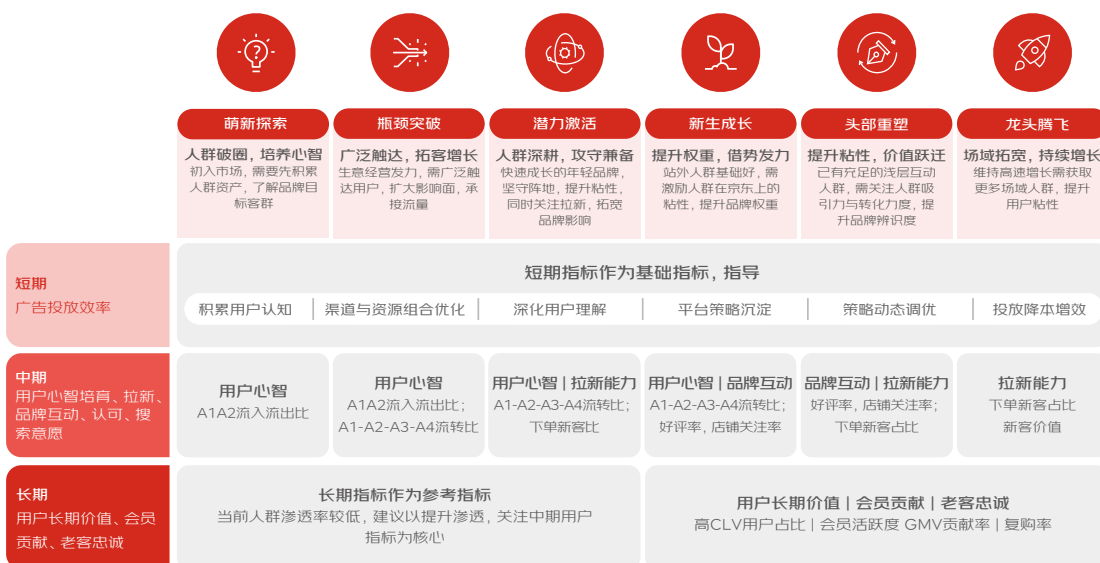 萌新探索
瓶颈突破
潜力激活
新生成长
头部重塑
龙头腾飞
人群破圈，培养心智
初入市场，需要先积累
人群资产，了解品牌目
标客群
广泛触达，拓客增长
生意经营发力，需广泛触
达用户，扩大影响面，承
接流量
人群深耕，攻守兼备
快速成长的年轻品牌，
坚守阵地，提升粘性，
同时关注拉新，拓宽
品牌影响
提升权重，借势发力
站外人群基础好，需
激励人群在京东上的
粘性，提升品牌权重
提升粘性，价值跃迁
已有充足的浅层互动
人群，需关注人群吸
引力与转化力度，提
升品牌辨识度
场域拓宽，持续增长
维持高速增长需获取
更多场域人群，提升
用户粘性
短期
广告投放效率
短期指标作为基础指标，指导
积累用户认知
渠道与资源组合优化
深化用户理解
平台策略沉淀
策略动态调优
投放降本增效
中期
用户心智培育、拉新、
品牌互动、认可、搜
索意愿
用户心智
A1A2流入流出比
用户心智
A1A2流入流出比；
A1-A2-A3-A4流转比
用户心智 | 拉新能力
A1-A2-A3-A4流转比；
下单新客比
用户心智 | 品牌互动
A1-A2-A3-A4流转比；
好评率，店铺关注率
品牌互动 | 拉新能力
好评率，店铺关注率；
下单新客占比
拉新能力
下单新客占比
新客价值
长期
用户长期价值、会员
贡献、老客忠诚
长期指标作为参考指标
当前人群渗透率较低，建议以提升渗透，关注中期用户
指标为核心
用户长期价值 | 会员贡献 | 老客忠诚
高CLV用户占比 | 会员活跃度 GMV贡献率 | 复购率